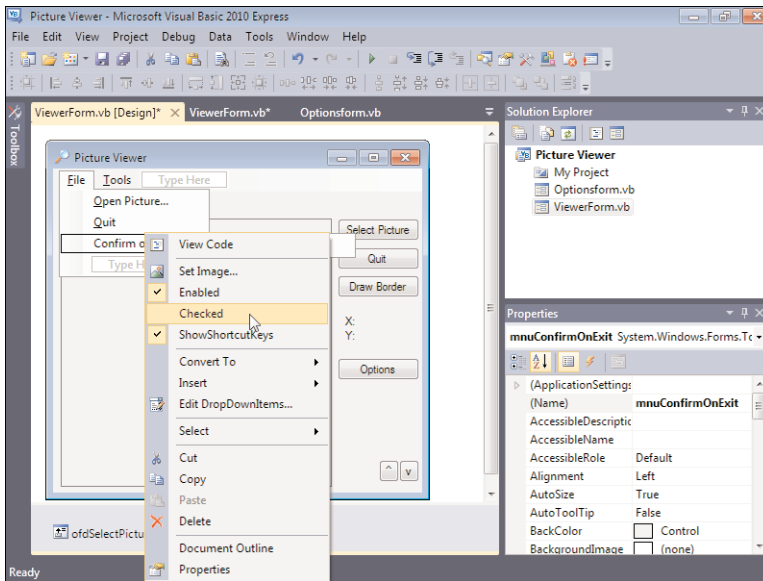 Picture Viewer - Microsoft Visual Basic 2010 Express
File Edit View Project Debug Data Tools Window Help
ViewerForm.vb [Design]* ViewerForm.vb* Optionsform.vb
Toolbox
Picture Viewer
File Tools Type Here
Open Picture...
Quit
Confirm o
Type H
View Code
Set Image...
Enabled
Checked
ShowShortcutKeys
Convert To
Insert
Edit DropDownItems...
Select
Cut
Copy
Paste
Delete
Document Outline
Properties
Select Picture
Quit
Draw Border
X:
Y:
Options
ofdSelectPictu
Solution Explorer
Picture Viewer
My Project
Optionsform.vb
ViewerForm.vb
Properties
mnuConfirmOnExit System.Windows.Forms.Tc
(ApplicationSettings
(Name) mnuConfirmOnExit
AccessibleDescriptic
AccessibleName
AccessibleRole Default
Alignment Left
AutoSize True
AutoToolTip False
BackColor Control
BackgroundImage (none)
Ready